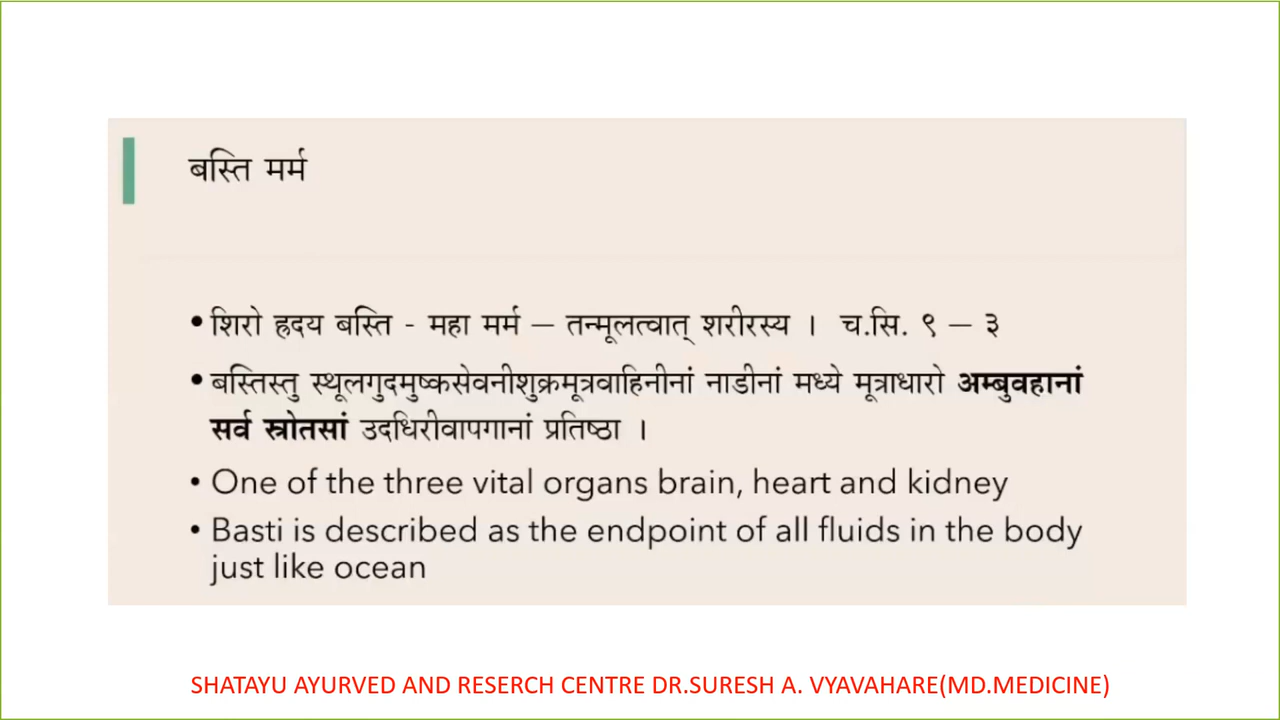 बस्ति मर्म
• शिरो ह्रदय बस्ति - महा मर्म – तन्मूलत्वात् शरीरस्य । च.सि. ९ – ३
• बस्तिस्तु स्थूलगुदमुष्कसेवनीशुक्रमूत्रवाहिनीनां नाडीनां मध्ये मूत्राधारो अम्बुवहानां
सर्व स्त्रोतसां उदधिरीवापगानां प्रतिष्ठा ।
• One of the three vital organs brain, heart and kidney
• Basti is described as the endpoint of all fluids in the body
just like ocean
SHATAYU AYURVED AND RESERCH CENTRE DR.SURESH A. VYAVAHARE(MD.MEDICINE)